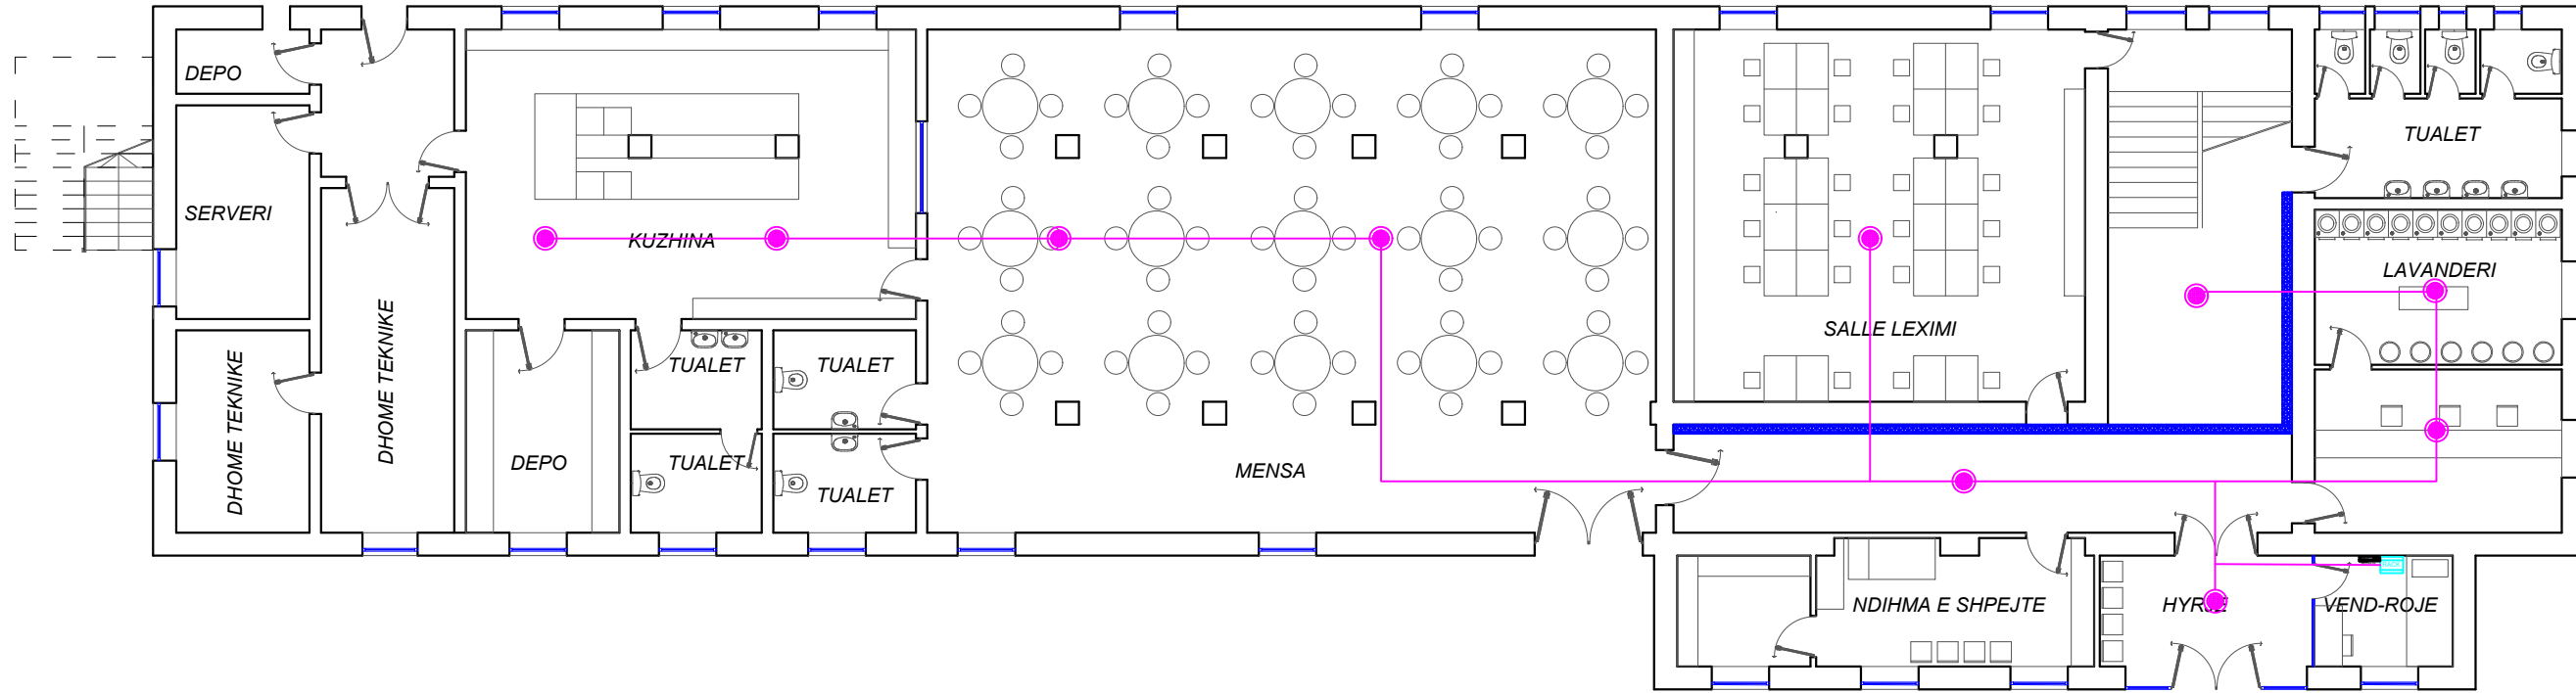 DEPO
TUALET
SERVERI
KUZHINA
LAVANDERI
SALLE LEXIMI
DHOME TEKNIKE
DHOME TEKNIKE
TUALET
TUALET
DEPO
TUALET
TUALET
MENSA
NDIHMA E SHPEJTE
HYRJE
VEND-ROJE